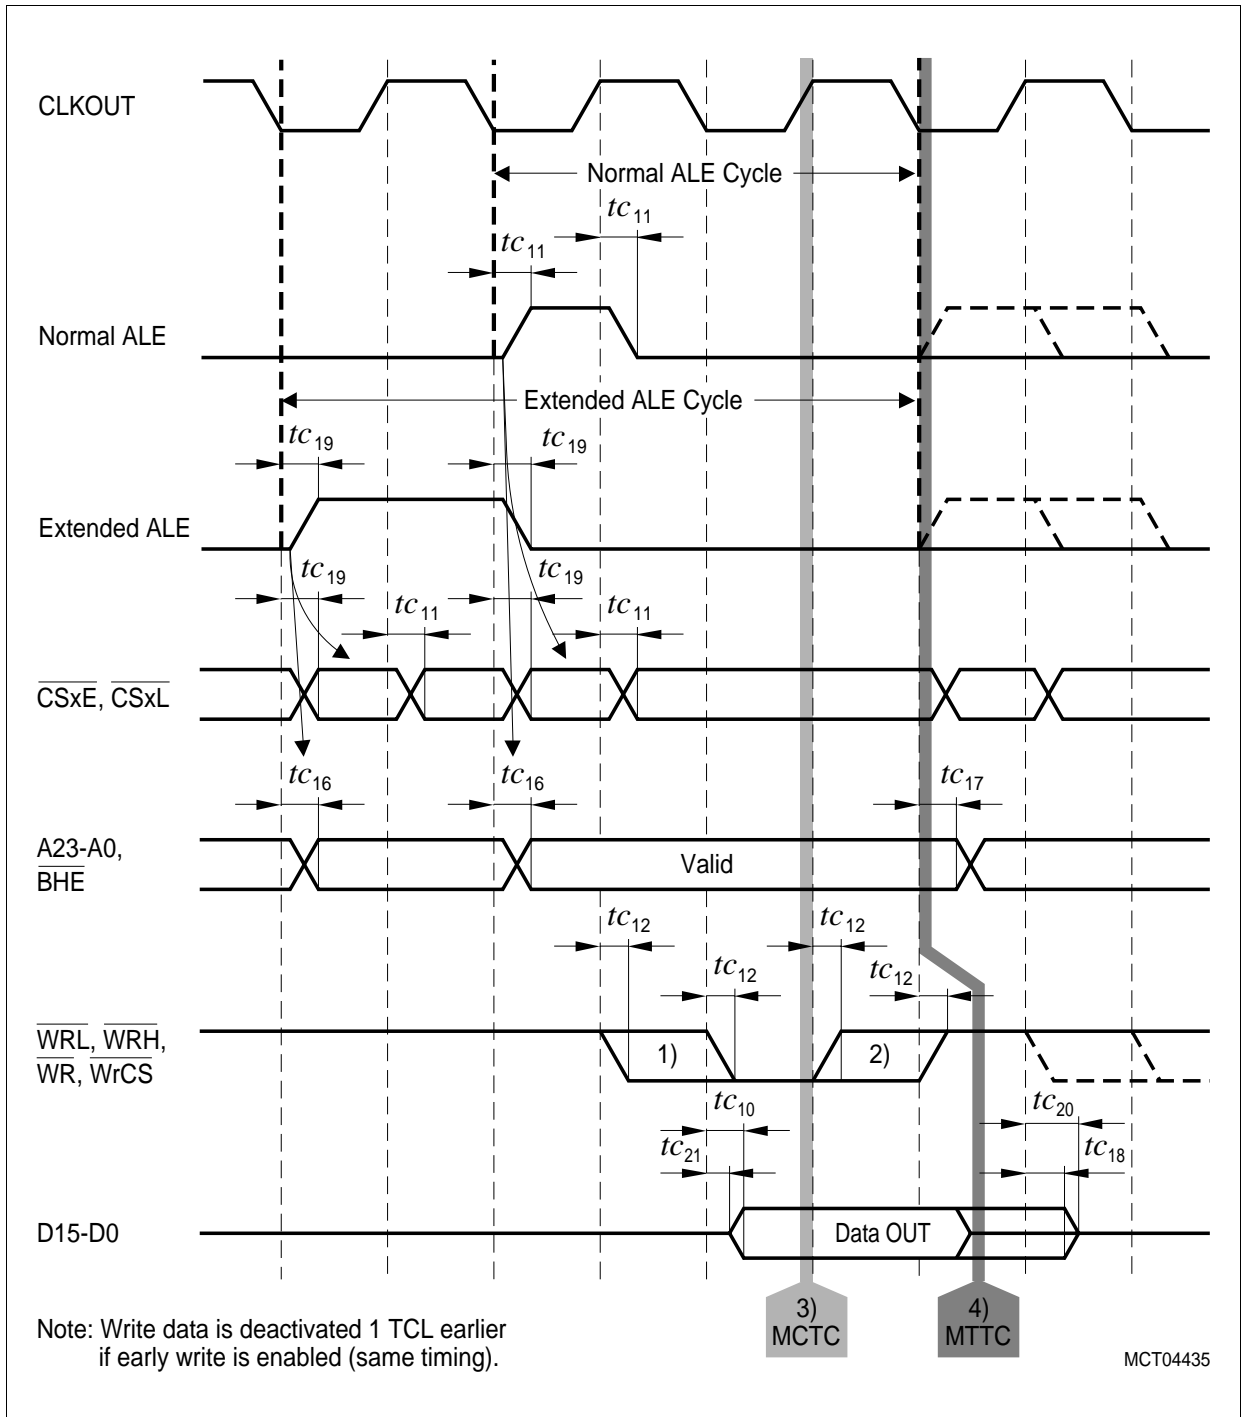 CLKOUT
Normal ALE Cycle
tc11
tc11
Normal ALE
Extended ALE Cycle
tc19
tc19
Extended ALE
tc19
tc19
tc11
tc11
CSxE, CSxL
tc16
tc16
tc17
A23-A0,
BHE
Valid
tc12
tc12
tc12
tc12
WRL, WRH,
WR, WrCS
1)
2)
tc10
tc20
tc21
tc18
D15-D0
Data OUT
3)
MCTC
4)
MTTC
Note: Write data is deactivated 1 TCL earlier
if early write is enabled (same timing).
MCT04435